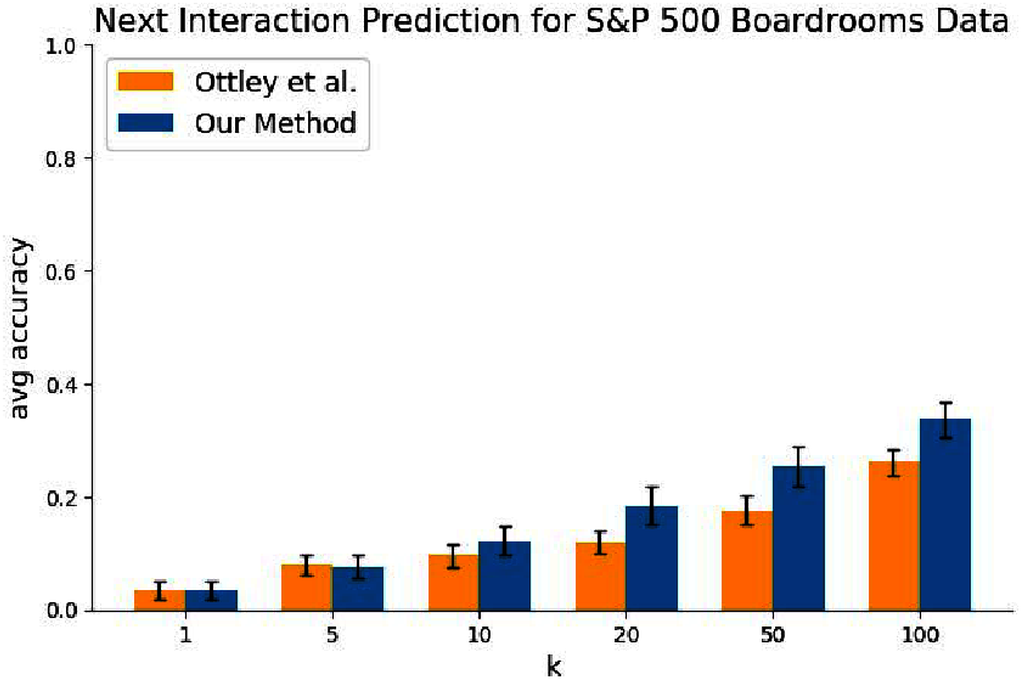 Next Interaction Prediction for S&P 500 Boardrooms Data
1.0
Ottley et al.
Our Method
0.8
0.6
avg accuracy
0.4
0.2
0.0
1 5 10 20 50 100
k